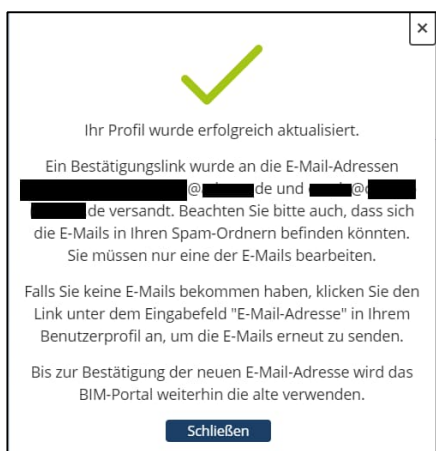 ×
Ihr Profil wurde erfolgreich aktualisiert.
Ein Bestätigungslink wurde an die E-Mail-Adressen
@ de und @
de versandt. Beachten Sie bitte auch, dass sich
die E-Mails in Ihren Spam-Ordnern befinden könnten.
Sie müssen nur eine der E-Mails bearbeiten.
Falls Sie keine E-Mails bekommen haben, klicken Sie den
Link unter dem Eingabefeld "E-Mail-Adresse" in Ihrem
Benutzerprofil an, um die E-Mails erneut zu senden.
Bis zur Bestätigung der neuen E-Mail-Adresse wird das
BIM-Portal weiterhin die alte verwenden.
Schließen